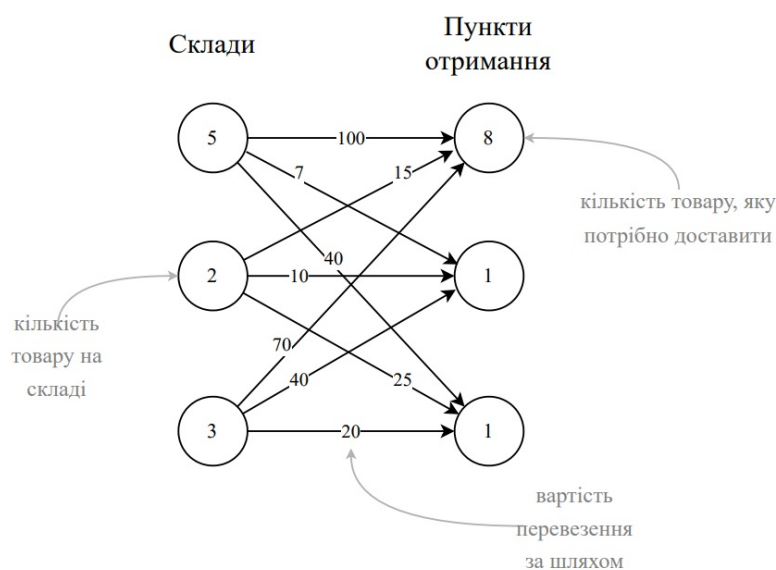 Склади
Пункти
отримання
5
100
8
7
15
кількість товару, яку
потрібно доставити
40
2
10
1
кількість
товару на
складі
70
40
25
3
20
1
вартість
перевезення
за шляхом